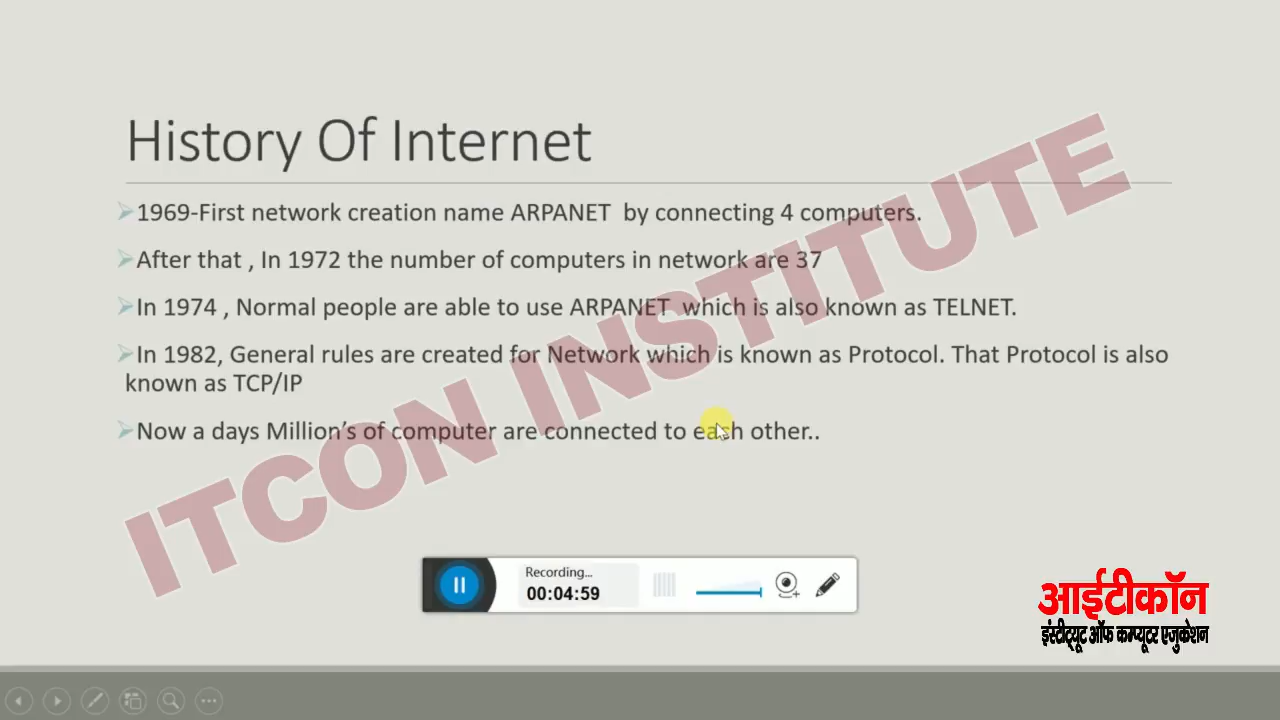 History Of Internet
1969-First network creation name ARPANET  by connecting 4 computers.
After that , In 1972 the number of computers in network are 37
In 1974 , Normal people are able to use ARPANET  which is also known as TELNET.
In 1982, General rules are created for Network which is known as Protocol. That Protocol is also
known as TCP/IP
Now a days Million’s of computer are connected to each other..
ITCON INSTITUTE
Recording...
00:04:59
आईटीकॉन
इंस्टीट्यूट ऑफ कम्प्यूटर एजुकेशन